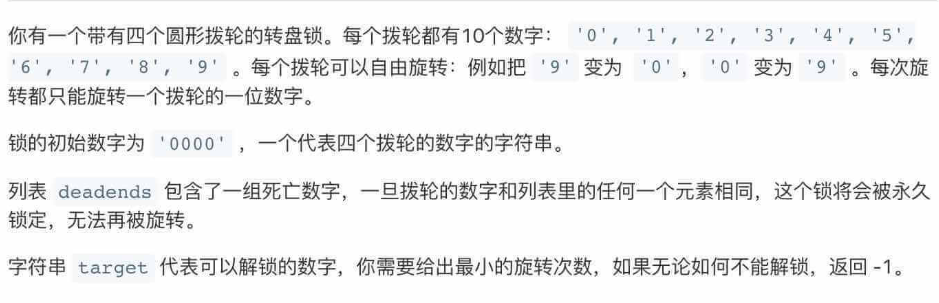 你有一个带有四个圆形拨轮的转盘锁。每个拨轮都有10个数字： '0', '1', '2', '3', '4', '5',
'6', '7', '8', '9' 。每个拨轮可以自由旋转：例如把 '9' 变为 '0'，'0' 变为 '9' 。每次旋
转都只能旋转一个拨轮的一位数字。
锁的初始数字为 '0000' ，一个代表四个拨轮的数字的字符串。
列表 deadends 包含了一组死亡数字，一旦拨轮的数字和列表里的任何一个元素相同，这个锁将会被永久
锁定，无法再被旋转。
字符串 target 代表可以解锁的数字，你需要给出最小的旋转次数，如果无论如何不能解锁，返回 -1。